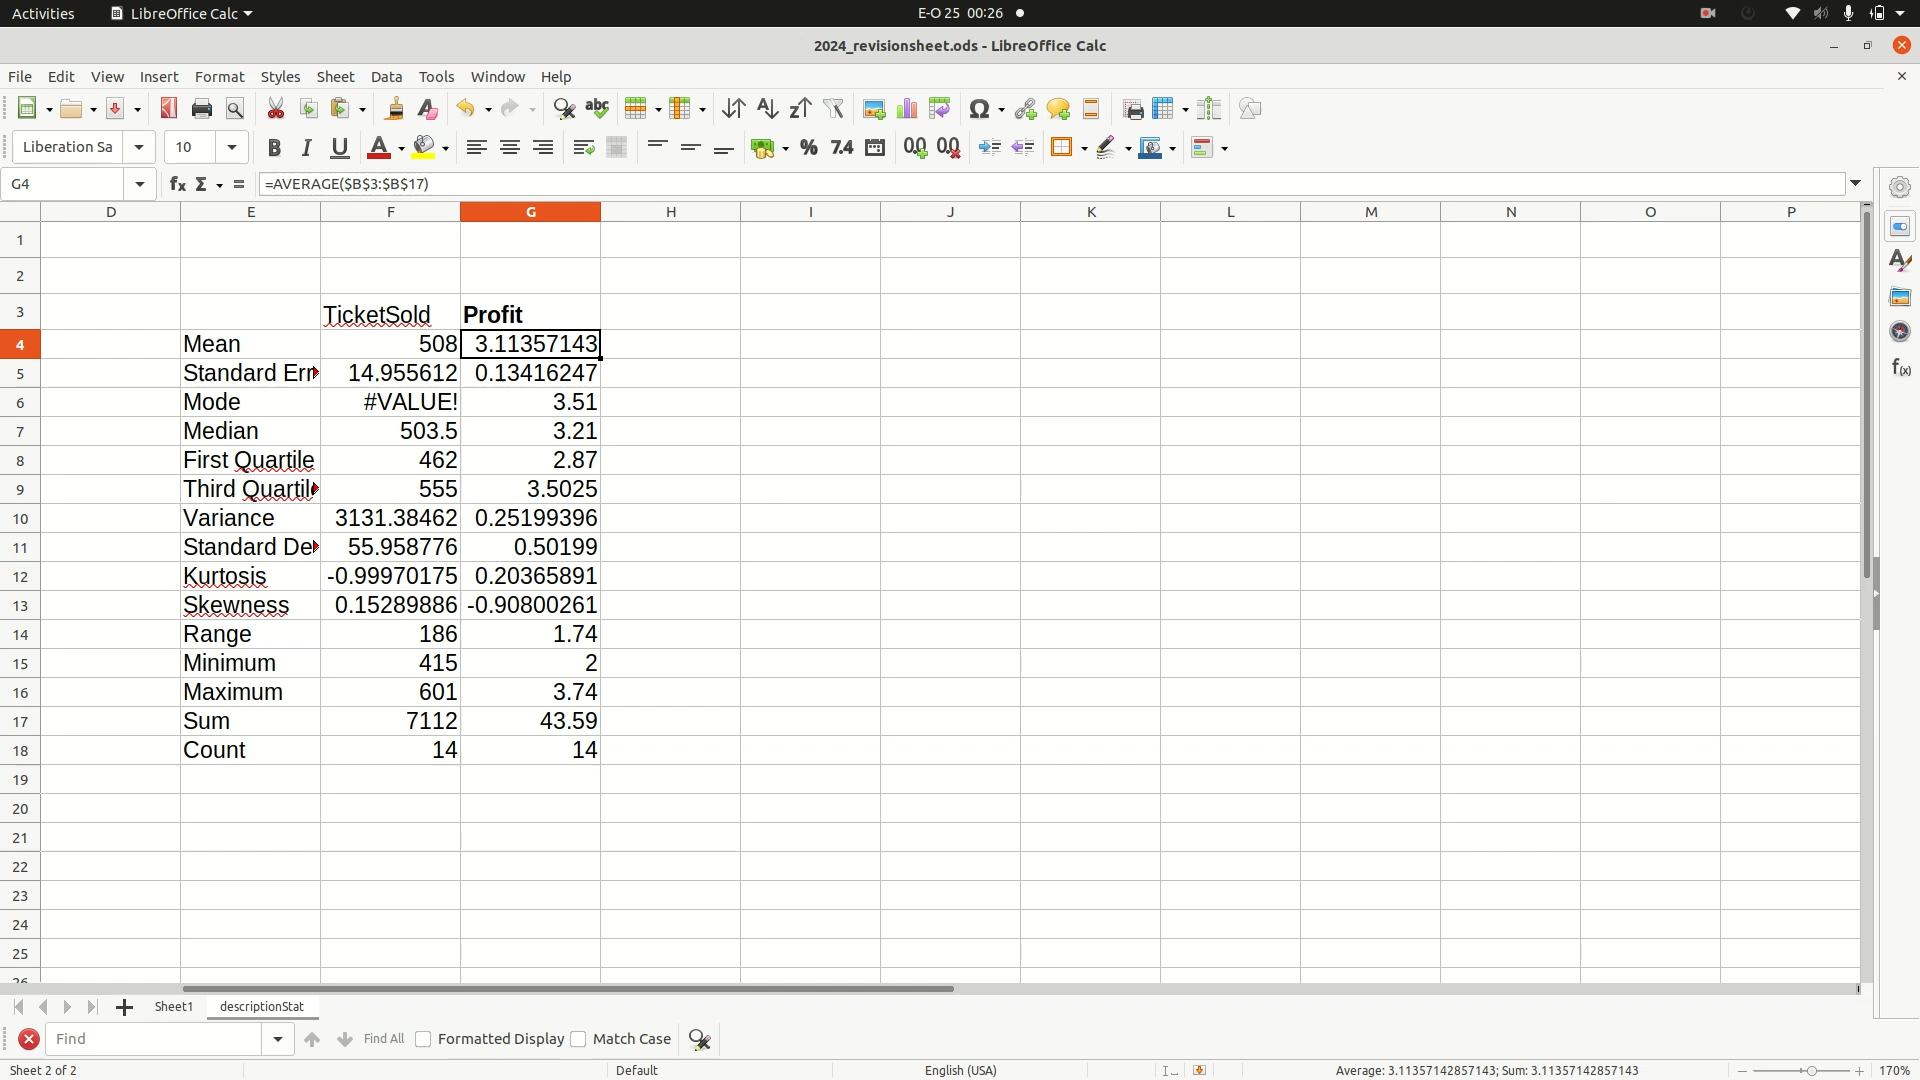 Activities LibreOffice Calc E-O 25 00:26
2024_revisionsheet.ods - LibreOffice Calc
File Edit View Insert Format Styles Sheet Data Tools Window Help
Liberation Sa 10
G4 =AVERAGE($B$3:$B$17)
D E F G H I J K L M N O P
1
2
3 TicketSold Profit
4 Mean 508 3.11357143
5 Standard Err 14.955612 0.13416247
6 Mode #VALUE! 3.51
7 Median 503.5 3.21
8 First Quartile 462 2.87
9 Third Quartile 555 3.5025
10 Variance 3131.38462 0.25199396
11 Standard De 55.958776 0.50199
12 Kurtosis -0.99970175 0.20365891
13 Skewness 0.15289886 -0.90800261
14 Range 186 1.74
15 Minimum 415 2
16 Maximum 601 3.74
17 Sum 7112 43.59
18 Count 14 14
19
20
21
22
23
24
25
26
Sheet1 descriptionStat
Find Find All Formatted Display Match Case
Sheet 2 of 2 Default English (USA) Average: 3.11357142857143; Sum: 3.11357142857143 170%